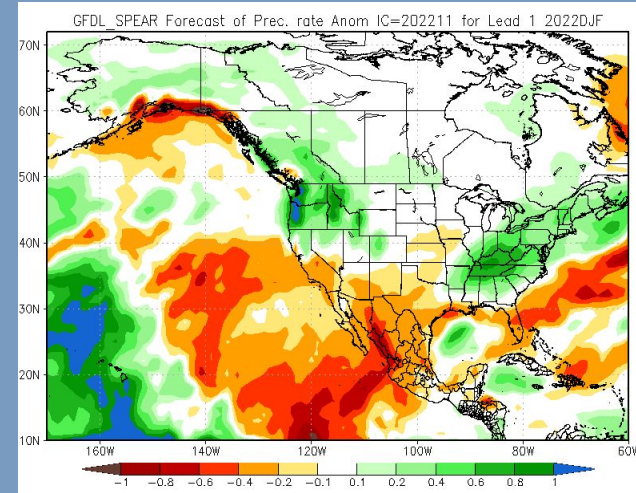 GFDL_SPEAR Forecast of Prec. rate Anom IC=202211 for Lead 1 2022DJF
70N
60N
50N
40N
30N
20N
10N
160W 140W 120W 100W 80W 60W
-1 -0.8 -0.6 -0.4 -0.2 -0.1 0.1 0.2 0.4 0.6 0.8 1